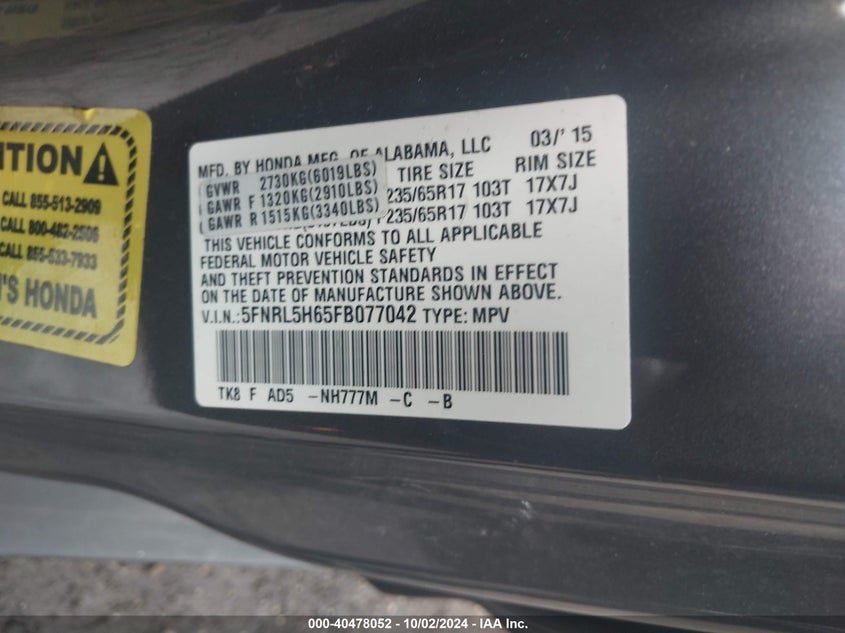 TION
CALL 855-513-2909
CALL 800-462-2506
CALL 855-533-7933
'S HONDA
MFD. BY HONDA MFG. OF ALABAMA, LLC 03/' 15
TIRE SIZE RIM SIZE
GVWR 2730KG(6019LBS)
GAWR F 1320KG(2910LBS) 235/65R17 103T 17X7J
GAWR R 1515KG(3340LBS) 235/65R17 103T 17X7J
THIS VEHICLE CONFORMS TO ALL APPLICABLE
FEDERAL MOTOR VEHICLE SAFETY
AND THEFT PREVENTION STANDARDS IN EFFECT
ON THE DATE OF MANUFACTURE SHOWN ABOVE.
V.I.N.:5FNRL5H65FB077042 TYPE: MPV
TK8 F AD5 -NH777M -C -B
000-40478052 - 10/02/2024 - IAA Inc.